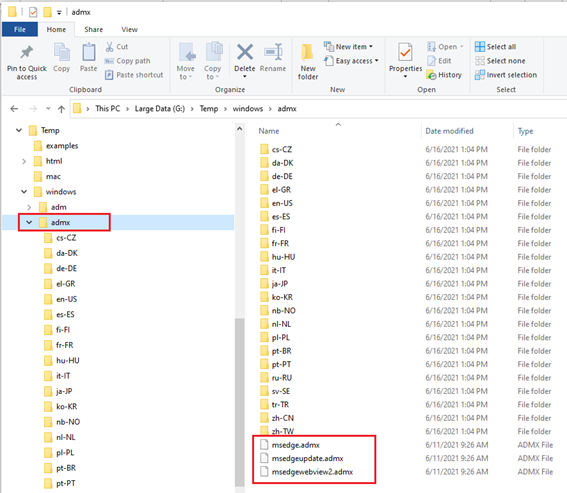 admx
File Home Share View
Pin to Quick access
Copy
Paste
Cut
Copy path
Paste shortcut
Clipboard
Move to
Copy to
Delete
Rename
Organize
New folder
New item
Easy access
New
Properties
Open
Edit
History
Open
Select all
Select none
Invert selection
Select
This PC > Large Data (G:) > Temp > windows > admx
Temp
examples
html
mac
windows
adm
admx
cs-CZ
da-DK
de-DE
el-GR
en-US
es-ES
fi-FI
fr-FR
hu-HU
it-IT
ja-JP
ko-KR
nb-NO
nl-NL
pl-PL
pt-BR
pt-PT
Name Date modified Type
cs-CZ 6/16/2021 1:04 PM File folder
da-DK 6/16/2021 1:04 PM File folder
de-DE 6/16/2021 1:04 PM File folder
el-GR 6/16/2021 1:04 PM File folder
en-US 6/16/2021 1:04 PM File folder
es-ES 6/16/2021 1:04 PM File folder
fi-FI 6/16/2021 1:04 PM File folder
fr-FR 6/16/2021 1:04 PM File folder
hu-HU 6/16/2021 1:04 PM File folder
it-IT 6/16/2021 1:04 PM File folder
ja-JP 6/16/2021 1:04 PM File folder
ko-KR 6/16/2021 1:04 PM File folder
nb-NO 6/16/2021 1:04 PM File folder
nl-NL 6/16/2021 1:04 PM File folder
pl-PL 6/16/2021 1:04 PM File folder
pt-BR 6/16/2021 1:04 PM File folder
pt-PT 6/16/2021 1:04 PM File folder
ru-RU 6/16/2021 1:04 PM File folder
sv-SE 6/16/2021 1:04 PM File folder
tr-TR 6/16/2021 1:04 PM File folder
zh-CN 6/16/2021 1:04 PM File folder
zh-TW 6/16/2021 1:04 PM File folder
msedge.admx 6/11/2021 9:26 AM ADMX File
msedgeupdate.admx 6/11/2021 9:26 AM ADMX File
msedgewebview2.admx 6/11/2021 9:26 AM ADMX File